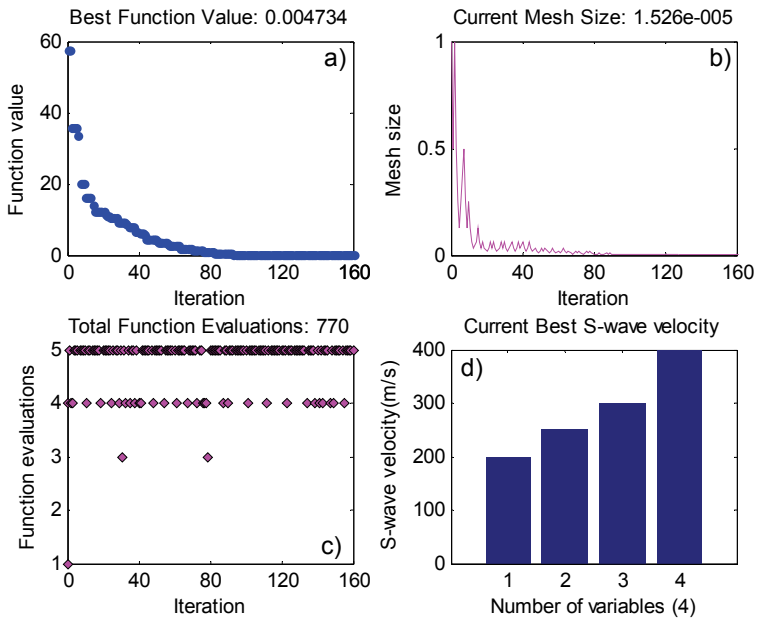 Best Function Value: 0.004734
a)
60
40
20
0
Function value
0
40
80
120
160
Iteration
Current Mesh Size: 1.526e-005
b)
1
0.5
0
Mesh size
0
40
80
120
160
Iteration
Total Function Evaluations: 770
5
4
3
2
1
Function evaluations
c)
0
40
80
120
160
Iteration
Current Best S-wave velocity
d)
400
300
200
100
0
S-wave velocity(m/s)
1
2
3
4
Number of variables (4)